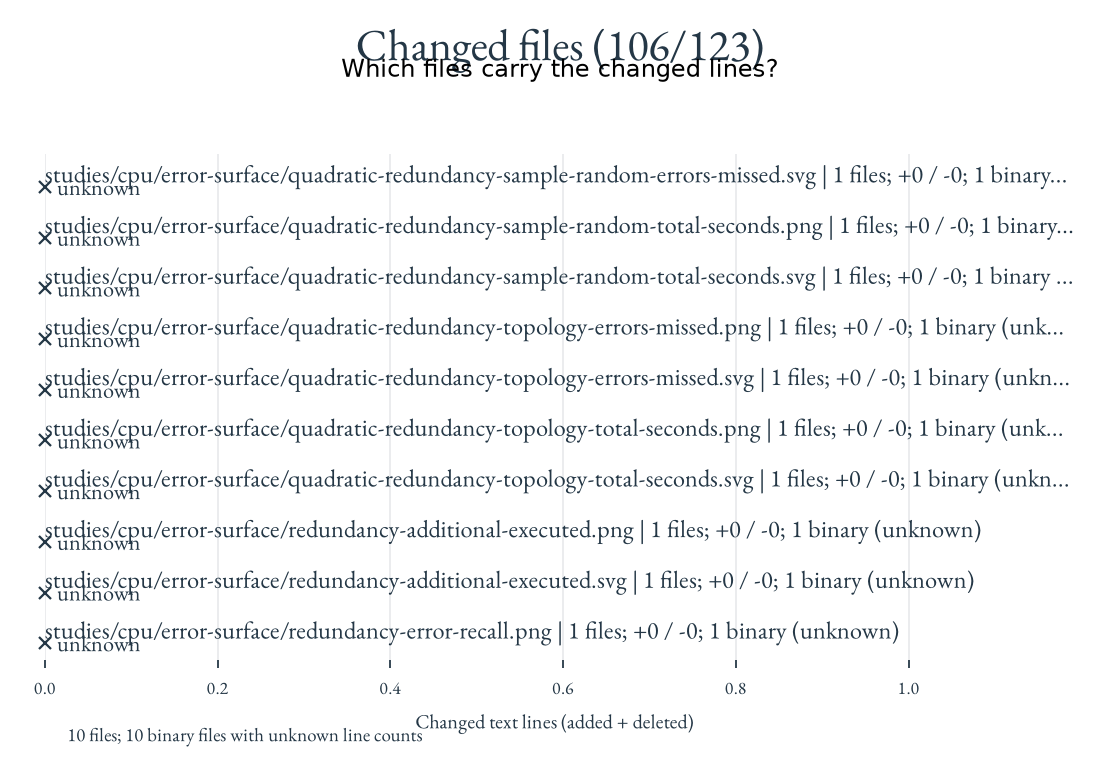 Changed files (106/123)
Which files carry the changed lines?
studies/cpu/error-surface/quadratic-redundancy-sample-random-errors-missed.svg | 1 files; +0 / -0; 1 binary...
unknown
studies/cpu/error-surface/quadratic-redundancy-sample-random-total-seconds.png | 1 files; +0 / -0; 1 binary...
unknown
studies/cpu/error-surface/quadratic-redundancy-sample-random-total-seconds.svg | 1 files; +0 / -0; 1 binary ...
unknown
studies/cpu/error-surface/quadratic-redundancy-topology-errors-missed.png | 1 files; +0 / -0; 1 binary (unk...
unknown
studies/cpu/error-surface/quadratic-redundancy-topology-errors-missed.svg | 1 files; +0 / -0; 1 binary (unkn...
unknown
studies/cpu/error-surface/quadratic-redundancy-topology-total-seconds.png | 1 files; +0 / -0; 1 binary (unk...
unknown
studies/cpu/error-surface/quadratic-redundancy-topology-total-seconds.svg | 1 files; +0 / -0; 1 binary (unkn...
unknown
studies/cpu/error-surface/redundancy-additional-executed.png | 1 files; +0 / -0; 1 binary (unknown)
unknown
studies/cpu/error-surface/redundancy-additional-executed.svg | 1 files; +0 / -0; 1 binary (unknown)
unknown
studies/cpu/error-surface/redundancy-error-recall.png | 1 files; +0 / -0; 1 binary (unknown)
unknown
0.0 0.2 0.4 0.6 0.8 1.0
Changed text lines (added + deleted)
10 files; 10 binary files with unknown line counts